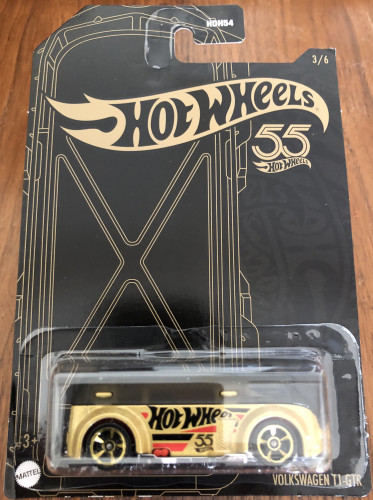 HDH54
3/6
HOT WHEELS
55
HOT WHEELS
HOT WHEELS
55
3+
MATTEL
VOLKSWAGEN T1-GTR